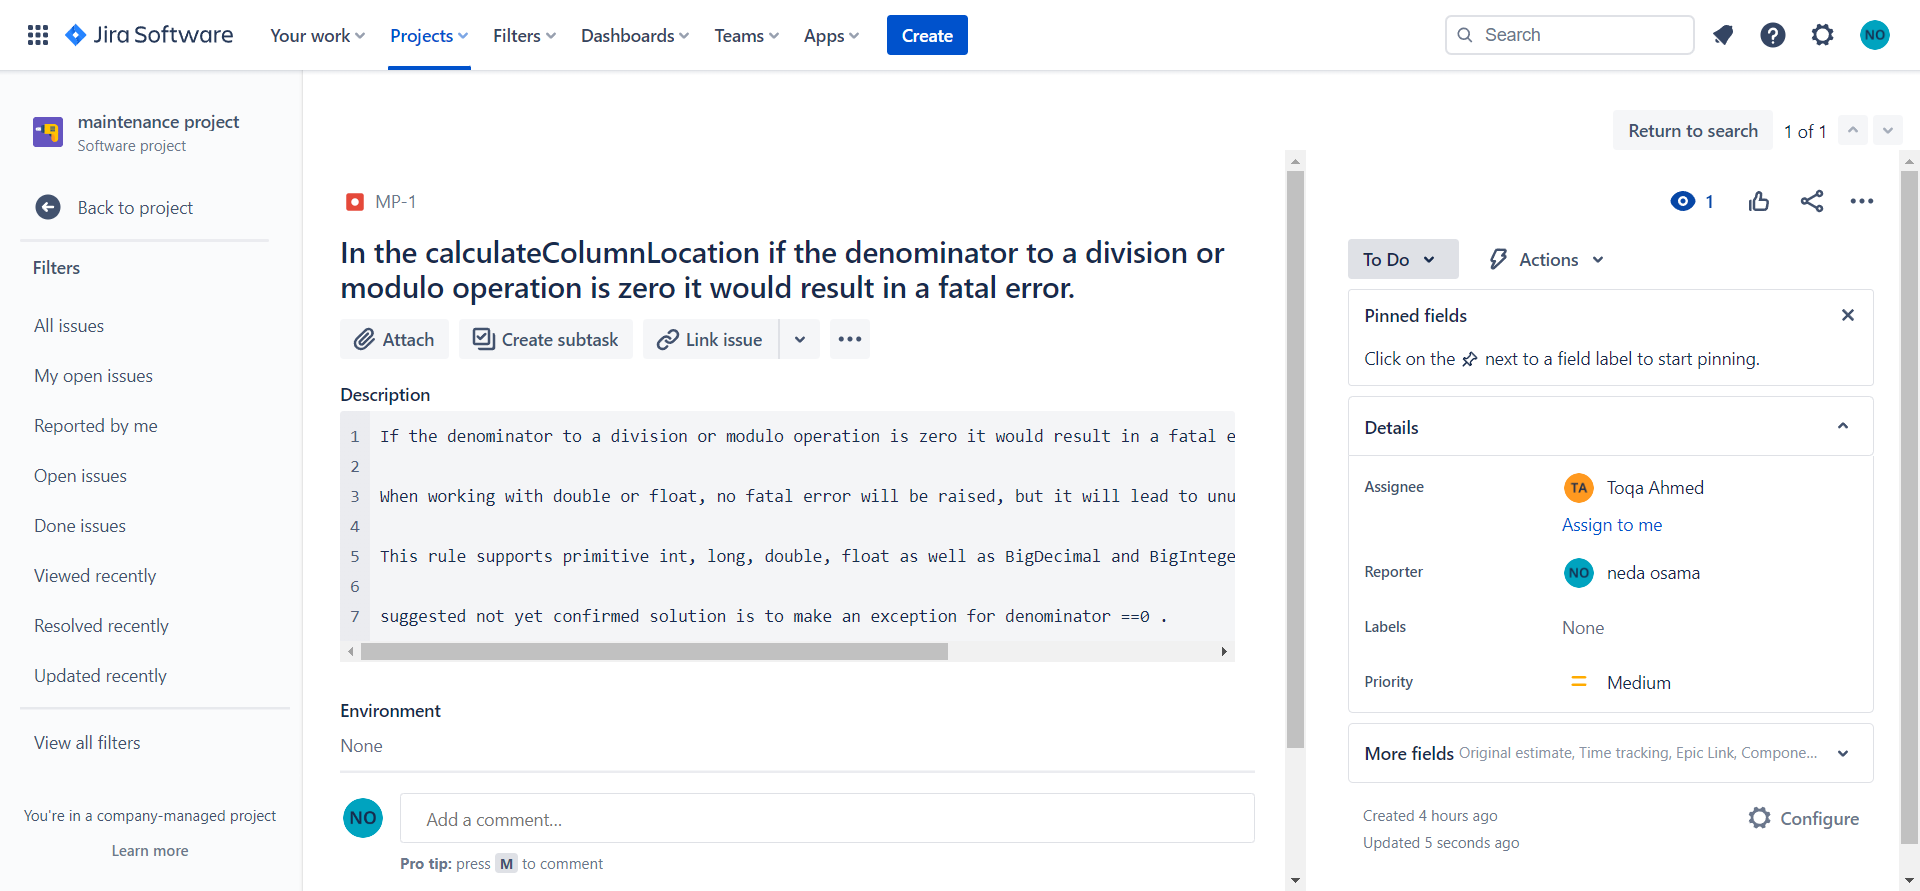 Jira Software
Your work
Projects
Filters
Dashboards
Teams
Apps
Create
Search
NO
maintenance project
Software project
Back to project
Filters
All issues
My open issues
Reported by me
Open issues
Done issues
Viewed recently
Resolved recently
Updated recently
View all filters
You're in a company-managed project
Learn more
Return to search
1 of 1
MP-1
In the calculateColumnLocation if the denominator to a division or
modulo operation is zero it would result in a fatal error.
Attach
Create subtask
Link issue
Description
1 If the denominator to a division or modulo operation is zero it would result in a fatal e
2
3 When working with double or float, no fatal error will be raised, but it will lead to unu
4
5 This rule supports primitive int, long, double, float as well as BigDecimal and BigIntege
6
7 suggested not yet confirmed solution is to make an exception for denominator ==0 .
Environment
None
NO
Add a comment...
Pro tip: press M to comment
1
To Do
Actions
Pinned fields
Click on the next to a field label to start pinning.
Details
Assignee
TA Toqa Ahmed
Assign to me
Reporter
NO neda osama
Labels
None
Priority
Medium
More fields Original estimate, Time tracking, Epic Link, Compone...
Created 4 hours ago
Updated 5 seconds ago
Configure